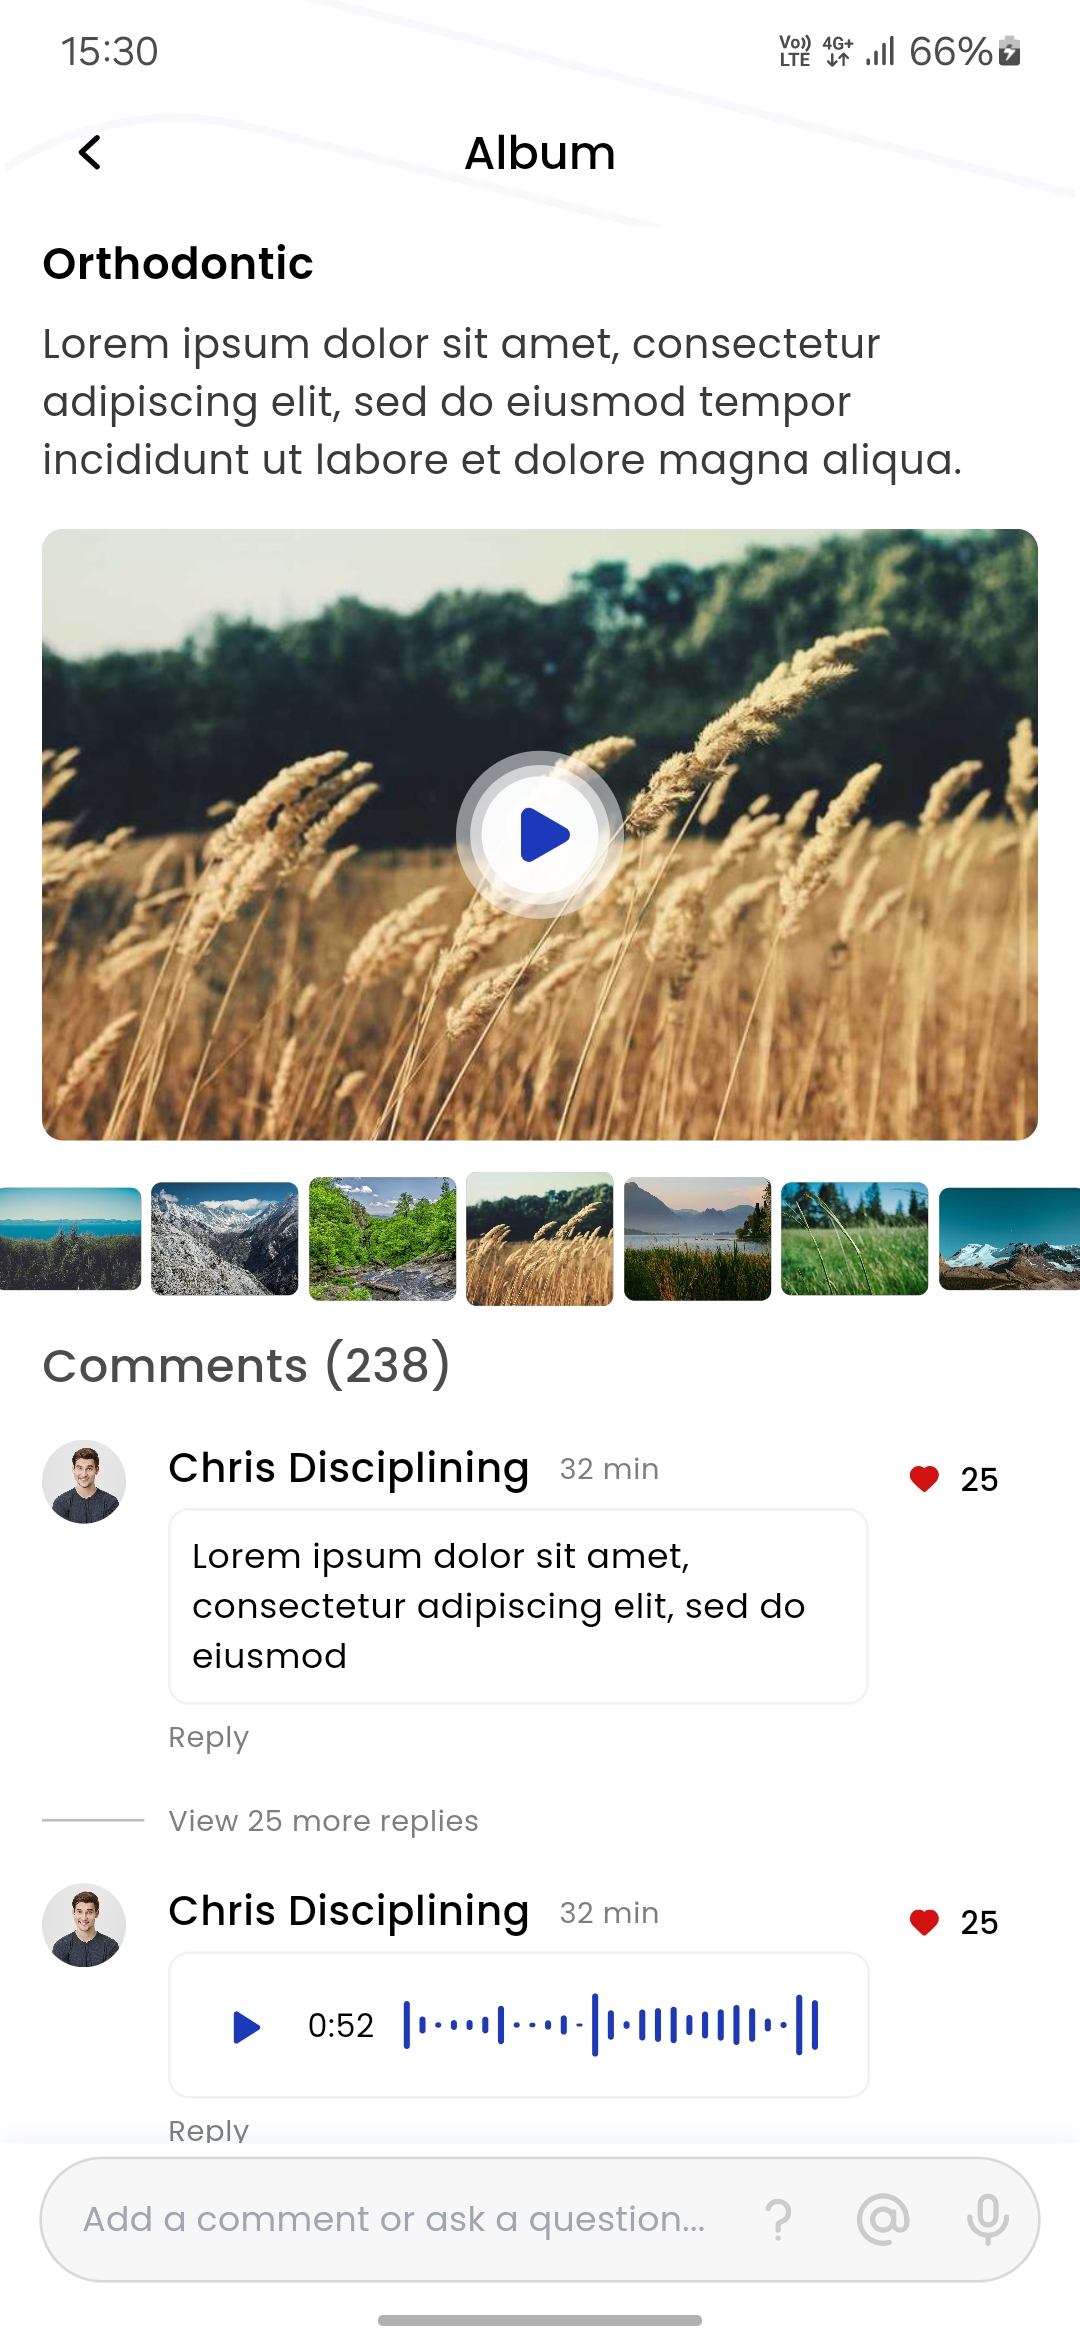 15:30
Vo)) LTE 4G+ 66%
Album
Orthodontic
Lorem ipsum dolor sit amet, consectetur
adipiscing elit, sed do eiusmod tempor
incididunt ut labore et dolore magna aliqua.
Comments (238)
Chris Disciplining 32 min 25
Lorem ipsum dolor sit amet,
consectetur adipiscing elit, sed do
eiusmod
Reply
View 25 more replies
Chris Disciplining 32 min 25
0:52
Reply
Add a comment or ask a question... ? @